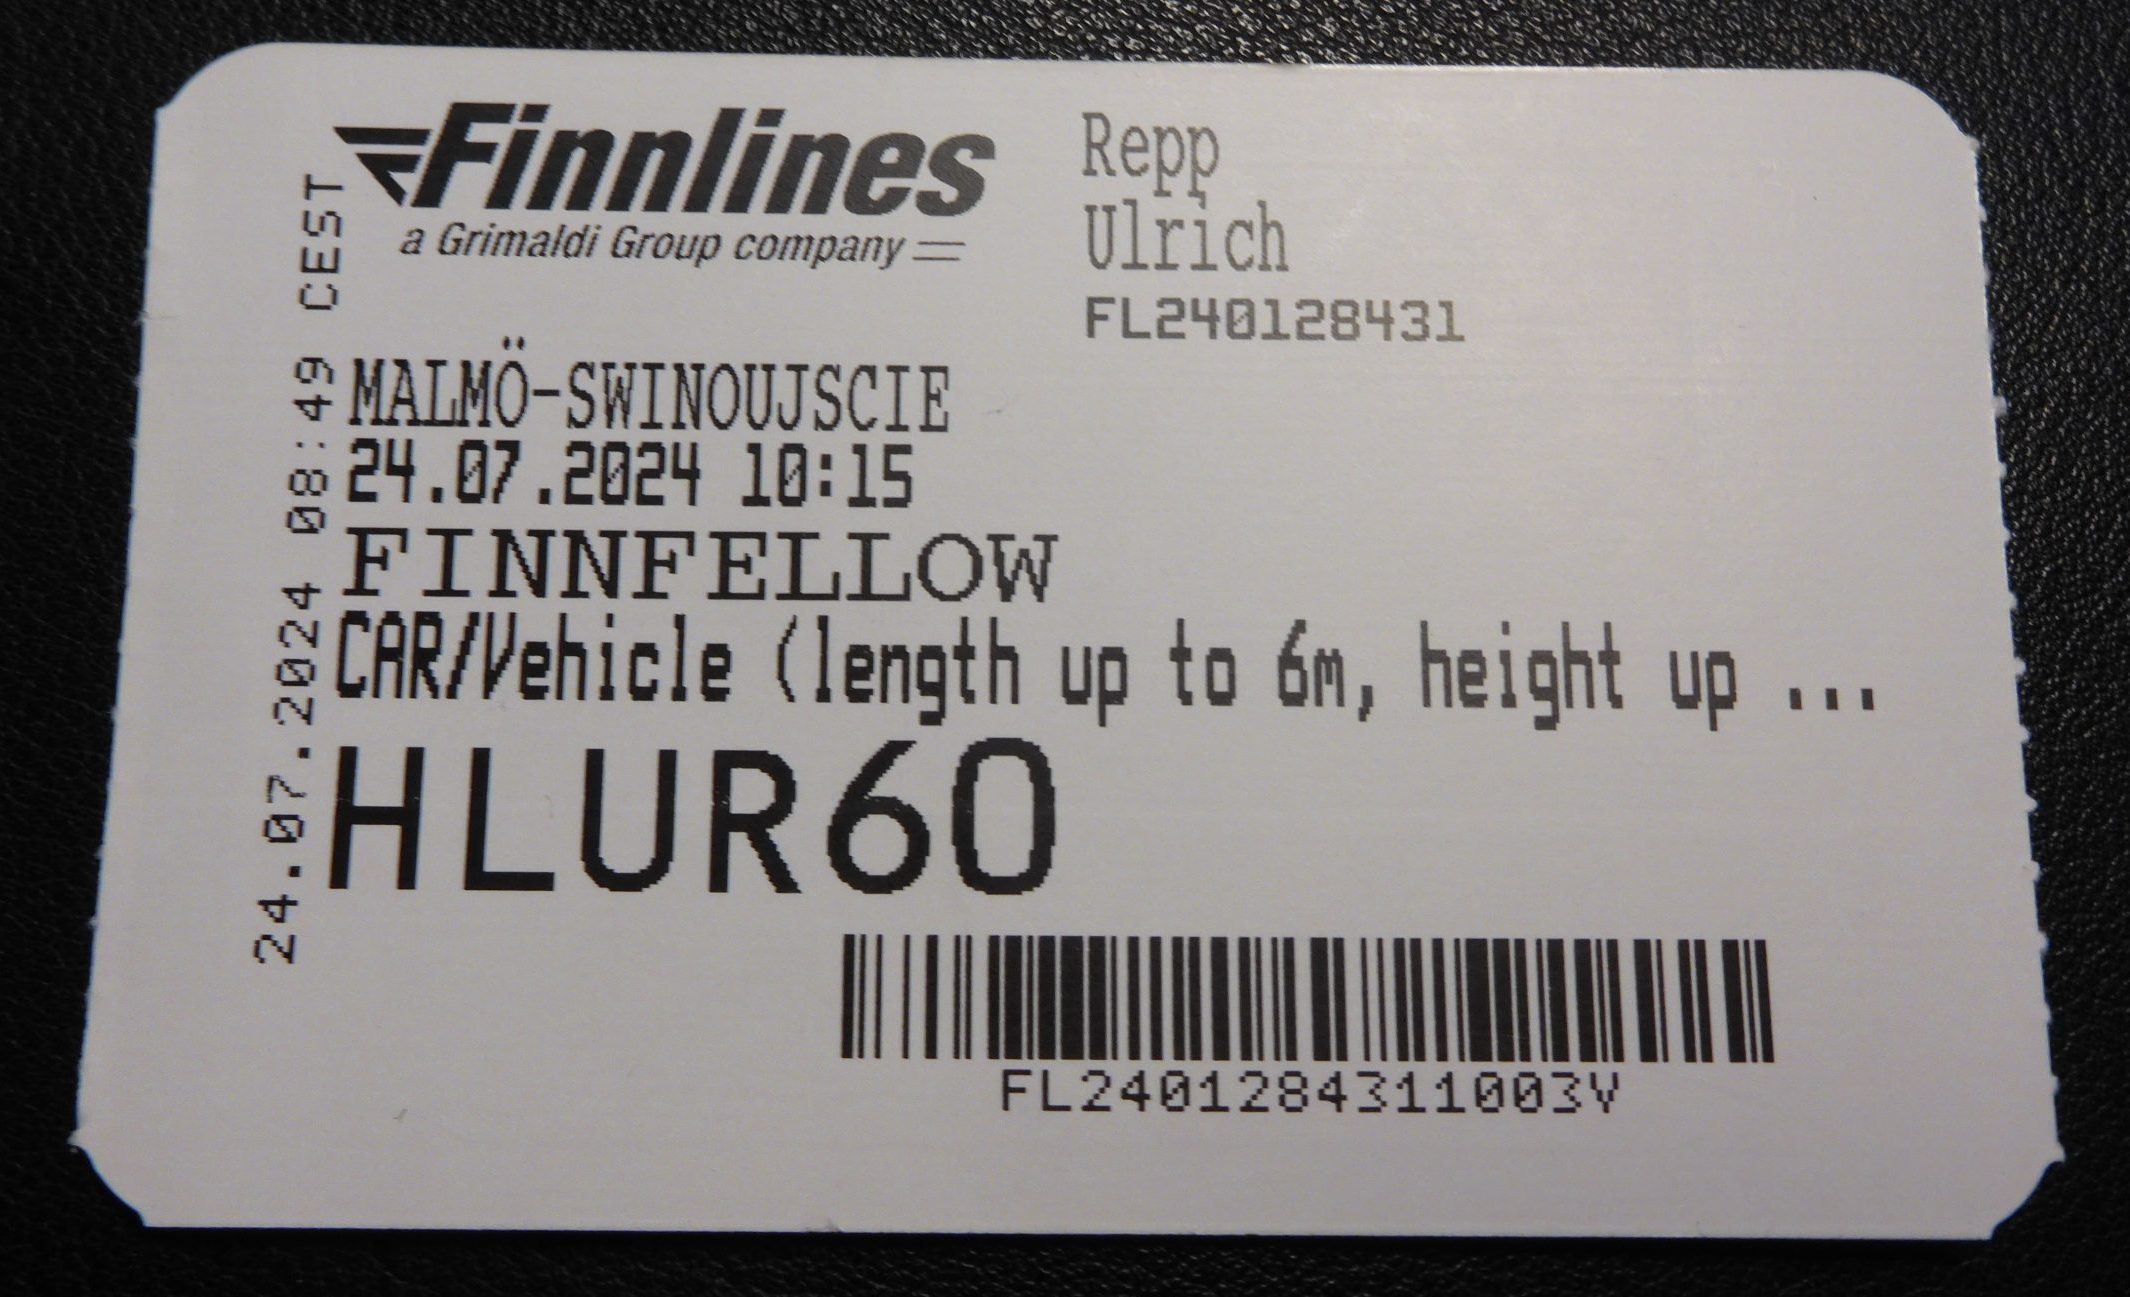 Finnlines
a Grimaldi Group company
Repp
Ulrich
FL240128431
24.07.2024 08:49 CEST
MALMÖ-SWINOUJSCIE
24.07.2024 10:15
FINNFELLOW
CAR/Vehicle (length up to 6m, height up ...
HLUR60
FL2401284311003V